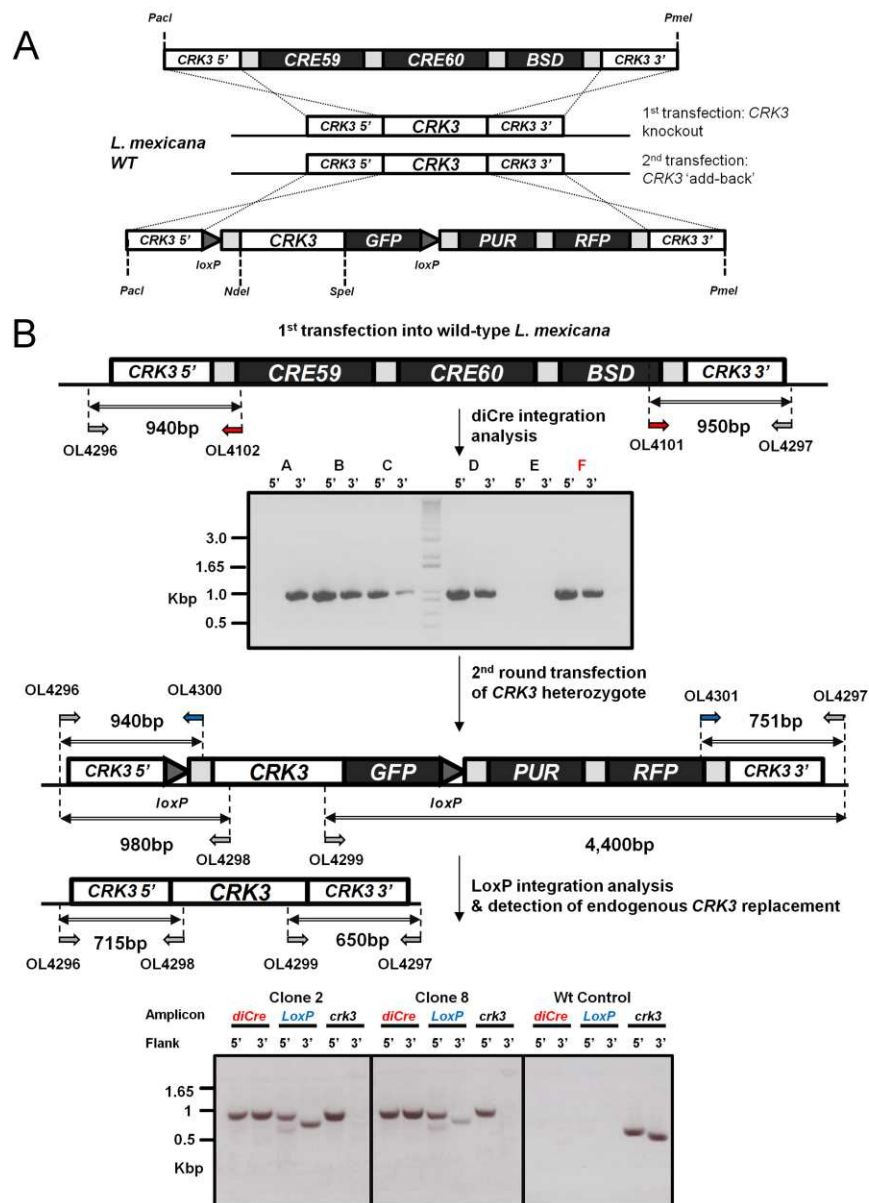 A
PacI
PmeI
CRK3 5’ CRE59 CRE60 BSD CRK3 3’
L. mexicana
WT
CRK3 5’ CRK3 CRK3 3’
1st transfection: CRK3
knockout
CRK3 5’ CRK3 CRK3 3’
2nd transfection:
CRK3 ‘add-back’
CRK3 5’ CRK3 GFP PUR RFP CRK3 3’
loxP loxP
PacI NdeI SpeI PmeI
B
1st transfection into wild-type L. mexicana
CRK3 5’ CRE59 CRE60 BSD CRK3 3’
940bp 950bp
OL4296 OL4102 OL4101 OL4297
diCre integration
analysis
A B C D E F
5’ 3’ 5’ 3’ 5’ 3’ 5’ 3’ 5’ 3’ 5’ 3’
3.0
1.65
1.0
Kbp
0.5
2nd round transfection
of CRK3 heterozygote
OL4296 OL4300 OL4301 OL4297
940bp 751bp
CRK3 5’ CRK3 GFP PUR RFP CRK3 3’
loxP loxP
980bp 4,400bp
OL4298 OL4299
LoxP integration analysis
& detection of endogenous CRK3 replacement
CRK3 5’ CRK3 CRK3 3’
715bp 650bp
OL4296 OL4298 OL4299 OL4297
Clone 2 Clone 8 Wt Control
Amplicon diCre LoxP crk3 diCre LoxP crk3 diCre LoxP crk3
Flank 5’ 3’ 5’ 3’ 5’ 3’ 5’ 3’ 5’ 3’ 5’ 3’ 5’ 3’ 5’ 3’ 5’ 3’
1.65
1
0.5
Kbp